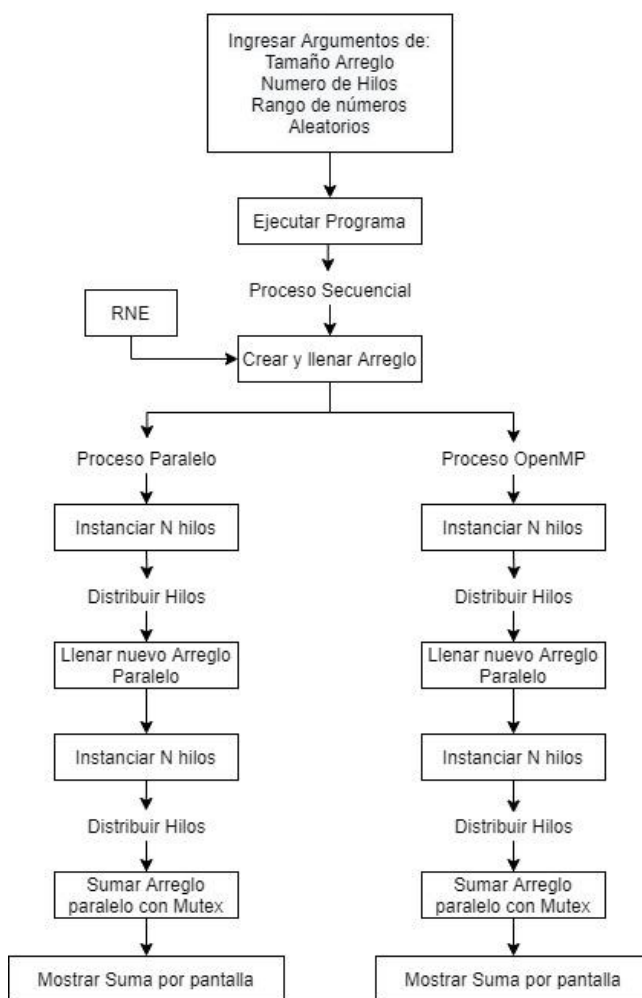 Ingresar Argumentos de:
Tamaño Arreglo
Numero de Hilos
Rango de números
Aleatorios
Ejecutar Programa
Proceso Secuencial
RNE
Crear y llenar Arreglo
Proceso Paralelo
Instanciar N hilos
Distribuir Hilos
Llenar nuevo Arreglo
Paralelo
Instanciar N hilos
Distribuir Hilos
Sumar Arreglo
paralelo con Mutex
Mostrar Suma por pantalla
Proceso OpenMP
Instanciar N hilos
Distribuir Hilos
Llenar nuevo Arreglo
Paralelo
Instanciar N hilos
Distribuir Hilos
Sumar Arreglo
paralelo con Mutex
Mostrar Suma por pantalla